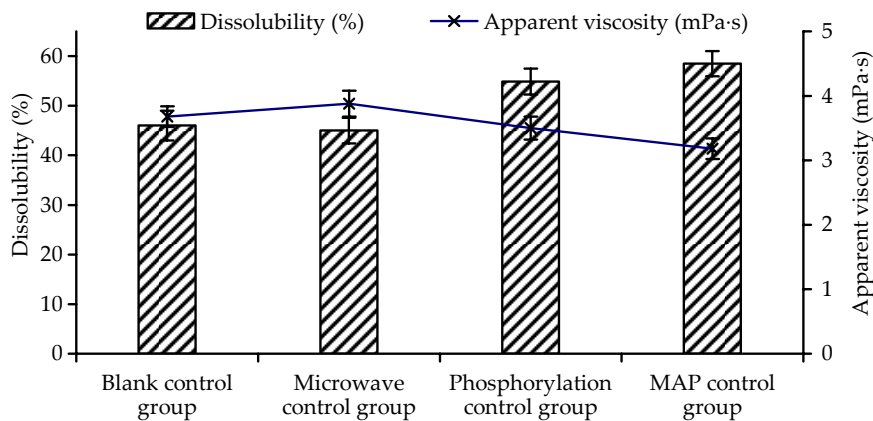 Dissolubility (%)
Apparent viscosity (mPa·s)
Dissolubility (%)
60
50
40
30
20
10
0
5
4
3
2
1
0
Apparent viscosity (mPa·s)
Blank control
group
Microwave
control group
Phosphorylation
control group
MAP control
group